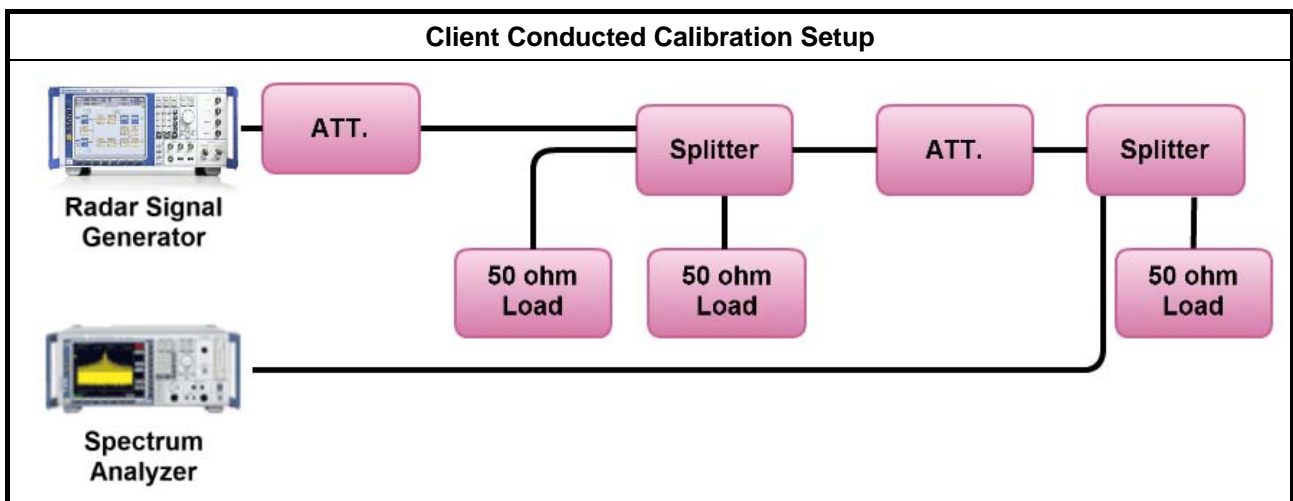 Client Conducted Calibration Setup
ATT.
Splitter
ATT.
Splitter
Radar Signal
Generator
50 ohm
Load
50 ohm
Load
50 ohm
Load
Spectrum
Analyzer